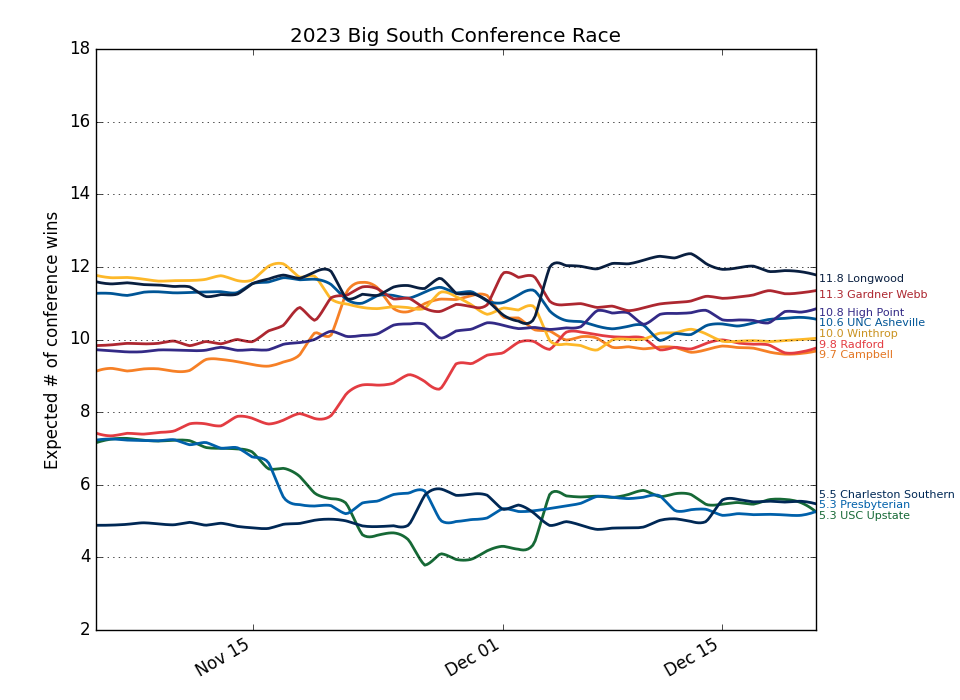 2023 Big South Conference Race
Expected # of conference wins
18
16
14
12
10
8
6
4
2
Nov 15
Dec 01
Dec 15
11.8 Longwood
11.3 Gardner Webb
10.8 High Point
10.6 UNC Asheville
10.0 Winthrop
9.8 Radford
9.7 Campbell
5.5 Charleston Southern
5.3 Presbyterian
5.3 USC Upstate